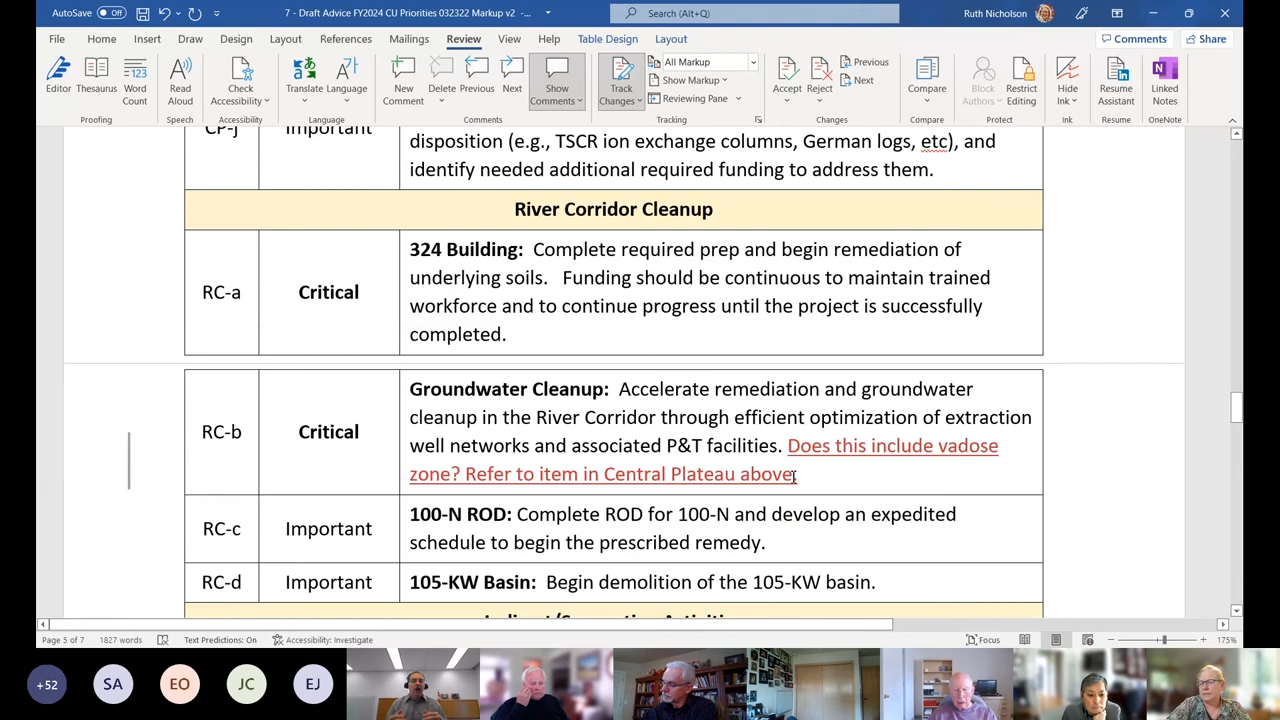 AutoSave Off 7 - Draft Advice FY2024 CU Priorities 032322 Markup v2 -... Search (Alt+Q) Ruth Nicholson
File Home Insert Draw Design Layout References Mailings Review View Help Table Design Layout Comments Share
Editor Thesaurus Word Count Read Aloud Check Accessibility Translate Language New Comment Delete Previous Next Show Comments Track Changes All Markup Show Markup Reviewing Pane Accept Reject Previous Next Compare Block Authors Restrict Editing Hide Ink Resume Assistant Linked Notes
Proofing Speech Accessibility Language Comments Tracking Changes Compare Protect Ink Resume OneNote
CP-j Important disposition (e.g., TSCR ion exchange columns, German logs, etc), and
identify needed additional required funding to address them.
River Corridor Cleanup
324 Building: Complete required prep and begin remediation of
underlying soils. Funding should be continuous to maintain trained
RC-a Critical workforce and to continue progress until the project is successfully
completed.
Groundwater Cleanup: Accelerate remediation and groundwater
cleanup in the River Corridor through efficient optimization of extraction
RC-b Critical well networks and associated P&T facilities. Does this include vadose
zone? Refer to item in Central Plateau above.
RC-c Important 100-N ROD: Complete ROD for 100-N and develop an expedited
schedule to begin the prescribed remedy.
RC-d Important 105-KW Basin: Begin demolition of the 105-KW basin.
Page 5 of 7 1827 words Text Predictions: On Accessibility: Investigate Focus 175%
+52 SA EO JC EJ